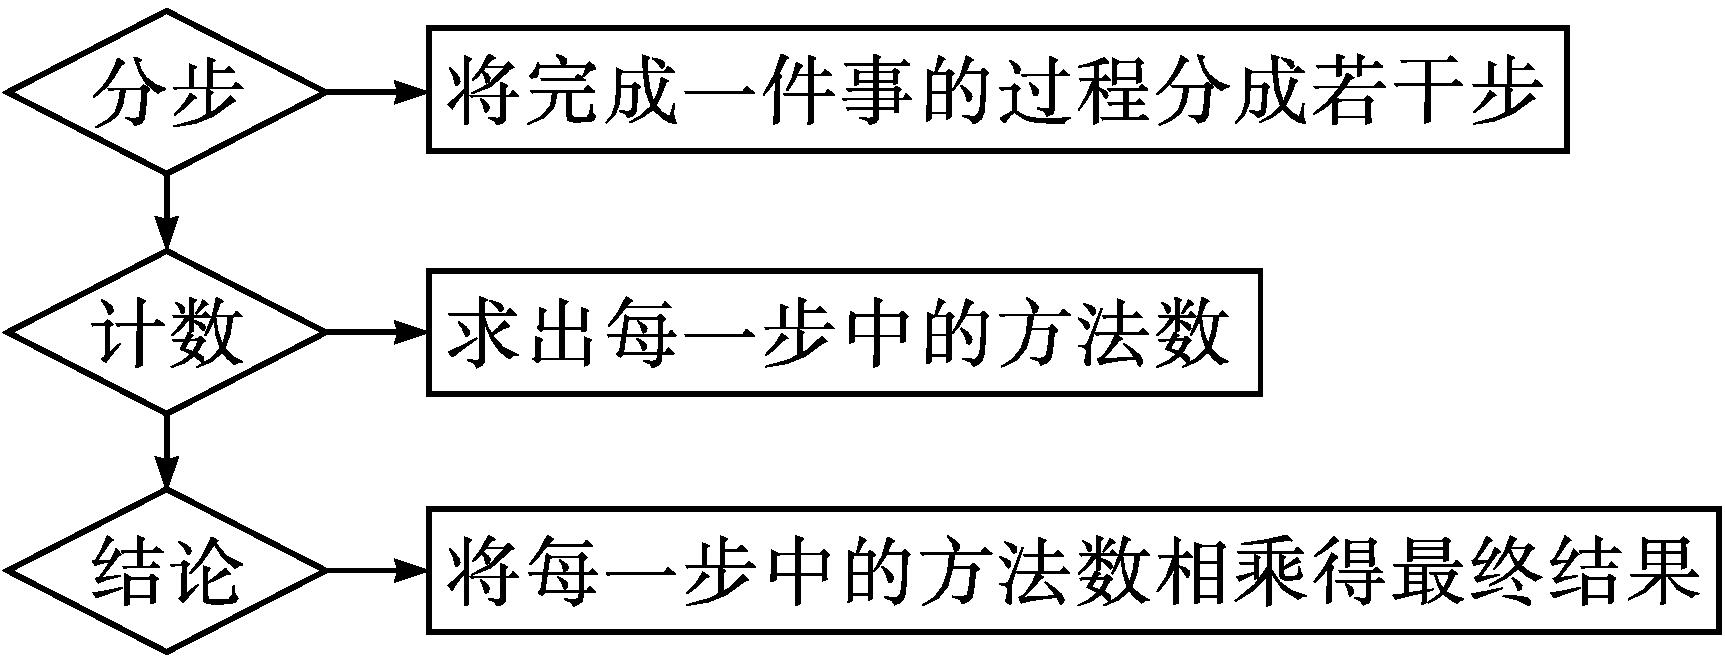 分步
将完成一件事的过程分成若干步
计数
求出每一步中的方法数
结论
将每一步中的方法数相乘得最终结果